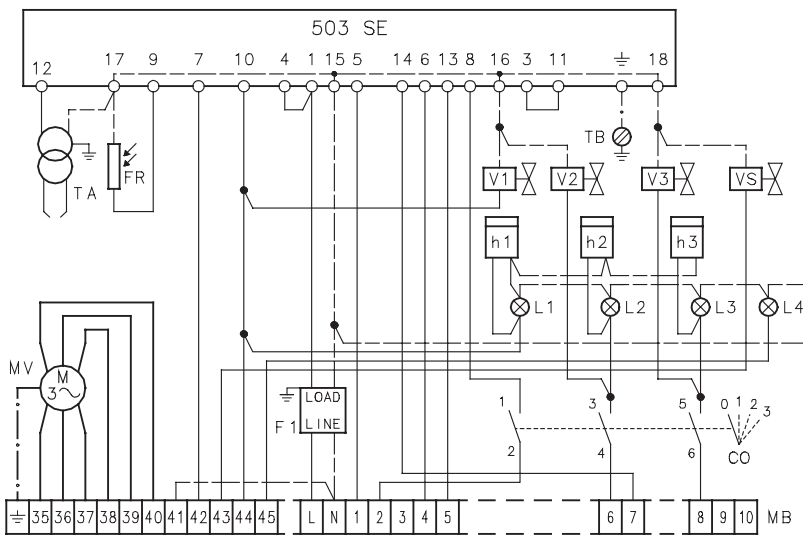 503 SE
12 17 9 7 10 4 1 15 5 14 6 13 8 16 3 11 18
TB
FR
TA
V1 V2 V3 VS
h1 h2 h3
L1 L2 L3 L4
MV
M
3
LOAD
F1 LINE
1 3 5 0 1 2 3
2 4 6 CO
35 36 37 38 39 40 41 42 43 44 45 L N 1 2 3 4 5 6 7 8 9 10 MB